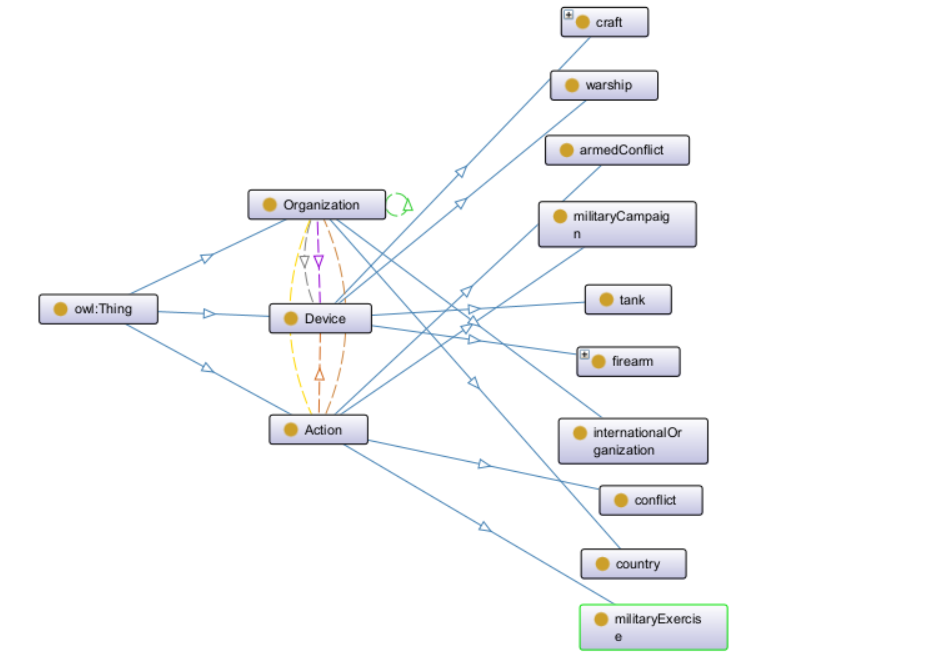 craft
warship
armedConflict
Organization
militaryCampaig
n
owl:Thing
Device
tank
firearm
Action
internationalOr
ganization
conflict
country
militaryExercis
e